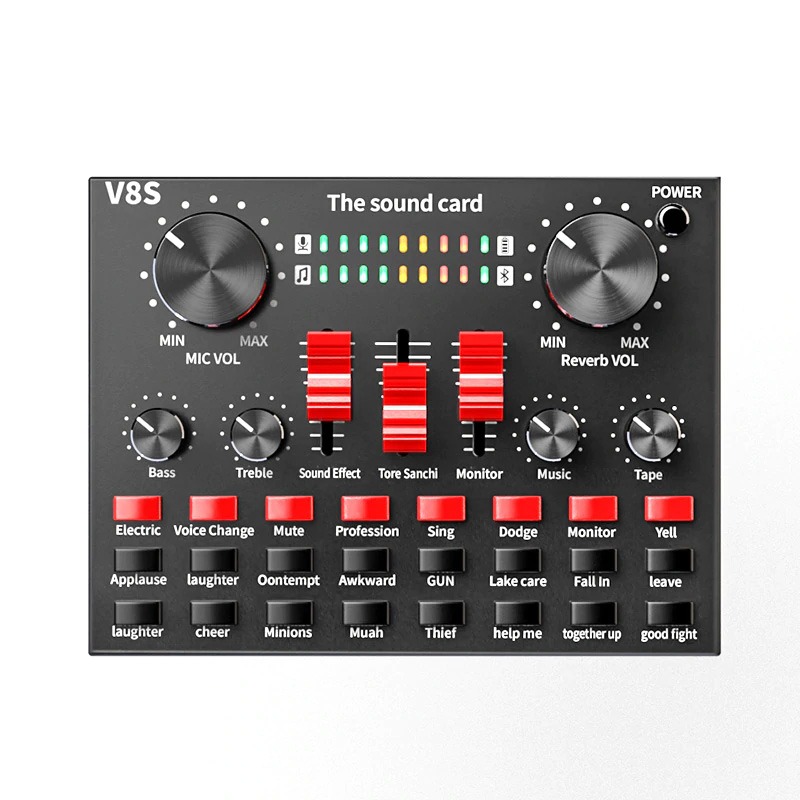 V8S
POWER
The sound card
MIN
MAX
MIC VOL
MIN
MAX
Reverb VOL
Bass
Treble
Sound Effect
Tore Sanchi
Monitor
Music
Tape
Electric
Voice Change
Mute
Profession
Sing
Dodge
Monitor
Yell
Applause
laughter
Oontempt
Awkward
GUN
Lake care
Fall In
leave
laughter
cheer
Minions
Muah
Thief
help me
together up
good fight